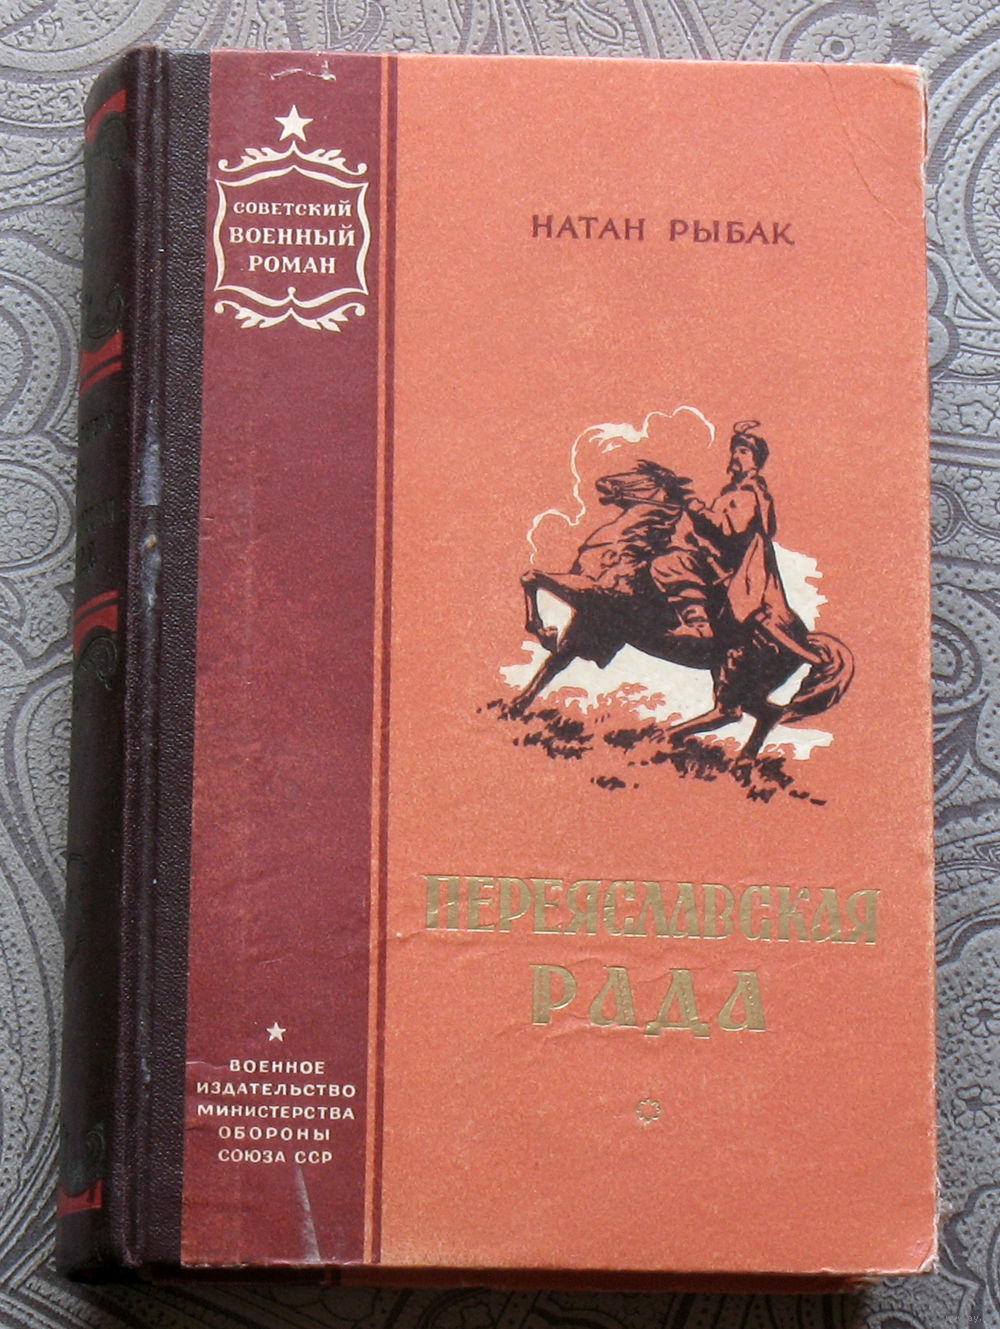 СОВЕТСКИЙ
ВОЕННЫЙ
РОМАН
НАТАН РЫБАК
ПЕРЕЯСЛАВСКАЯ
РАДА
ВОЕННОЕ
ИЗДАТЕЛЬСТВО
МИНИСТЕРСТВА
ОБОРОНЫ
СОЮЗА ССР